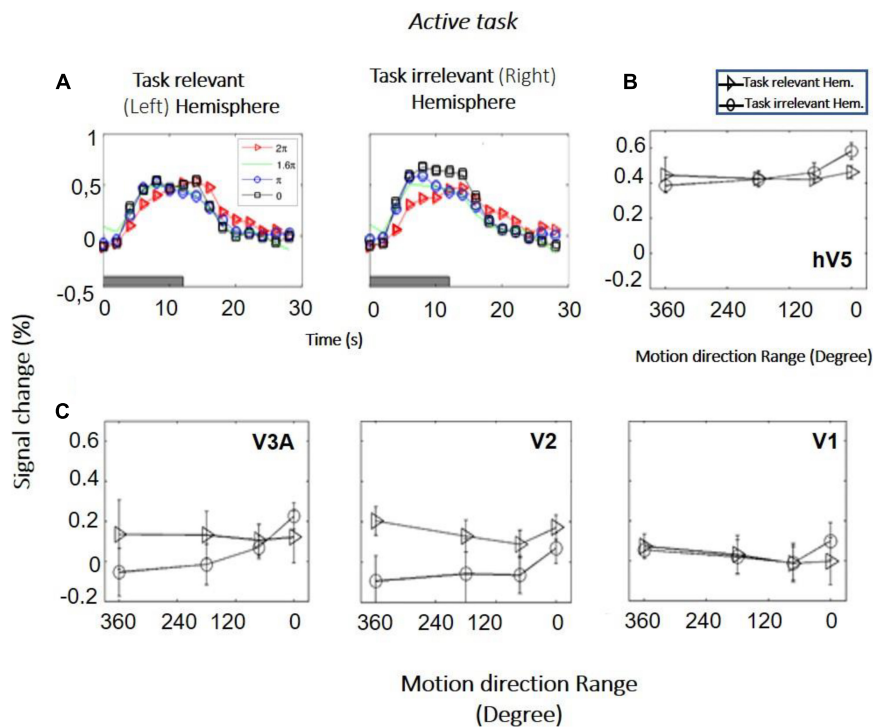 Active task
A
Task relevant
(Left) Hemisphere
Task irrelevant (Right)
Hemisphere
B
Task relevant Hem.
Task irrelevant Hem.
1
0.5
0
-0,5
2π
1.6π
π
0
0 10 20 30
0 10 20 30
Time (s)
0.6
0.4
0
-0.2
hV5
360 240 120 0
Motion direction Range (Degree)
Signal change (%)
C
0.6
0.4
0.2
0
-0.2
V3A
V2
V1
360 240 120 0
360 240 120 0
360 240 120 0
Motion direction Range
(Degree)